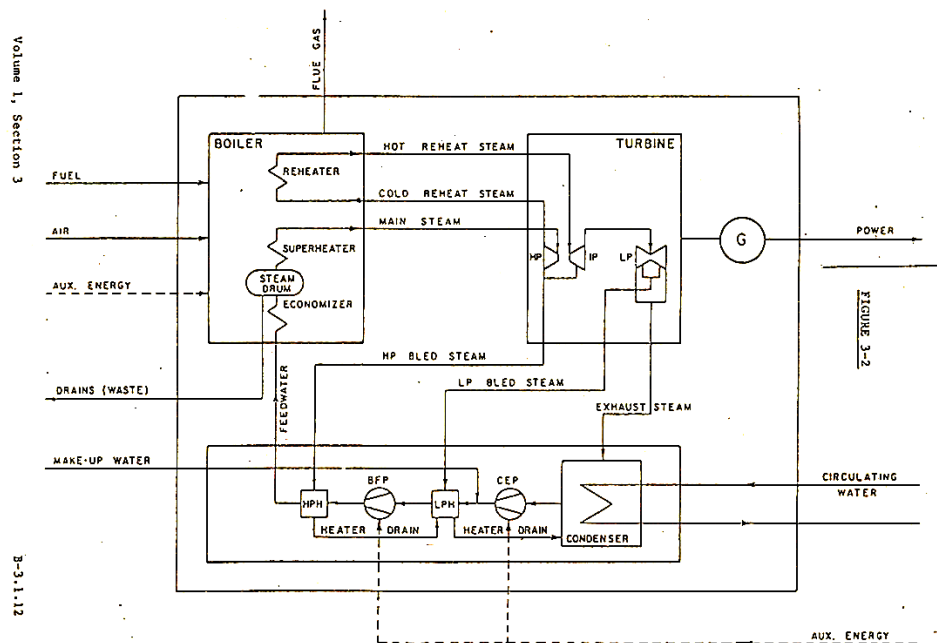 Volume 1, Section 3
FLUE GAS
BOILER
TURBINE
HOT REHEAT STEAM
REHEATER
FUEL
COLD REHEAT STEAM
MAIN STEAM
AIR
SUPERHEATER
HP
IP
LP
G
POWER
STEAM
DRUM
AUX. ENERGY
ECONOMIZER
FIGURE 3-2
HP BLED STEAM
LP BLED STEAM
DRAINS (WASTE)
FEEDWATER
EXHAUST STEAM
MAKE-UP WATER
BFP
CEP
CIRCULATING
WATER
HPH
LPH
HEATER DRAIN
HEATER DRAIN
CONDENSER
B-3.1.12
AUX. ENERGY